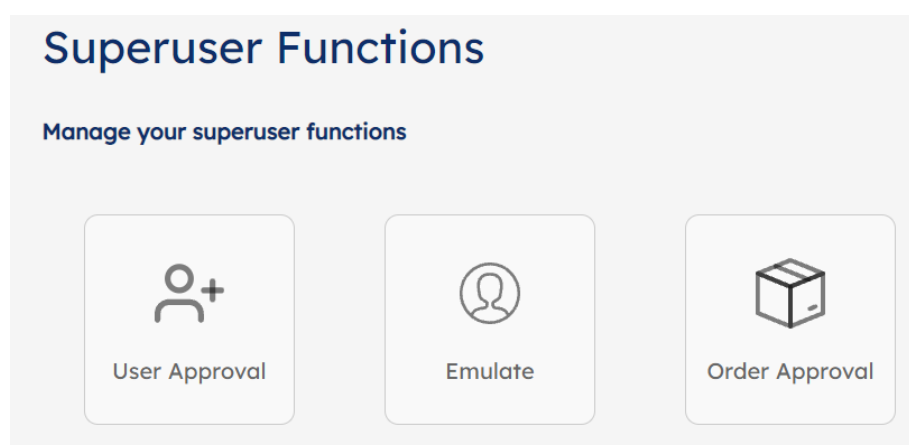 Superuser Functions
Manage your superuser functions
User Approval
Emulate
Order Approval